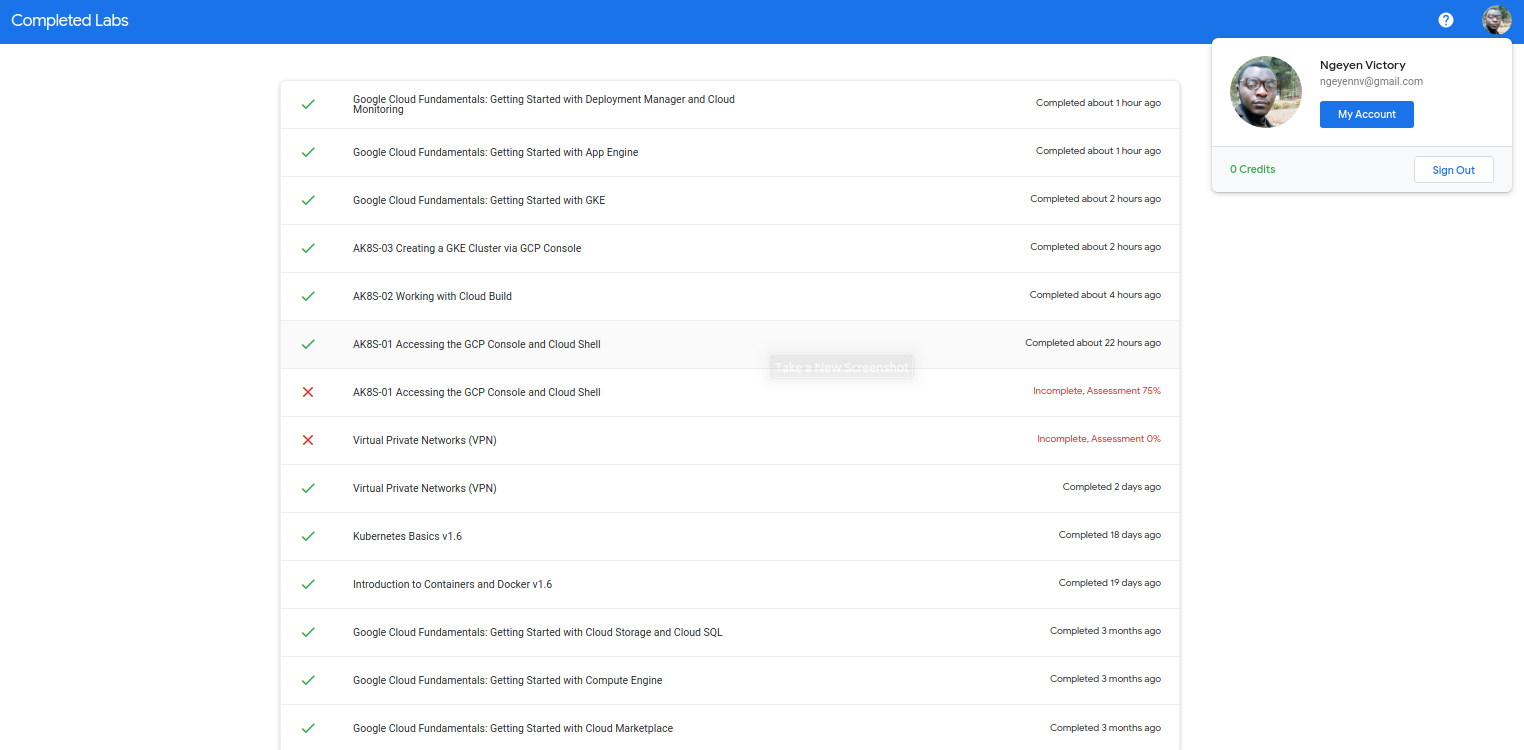 Completed Labs
Ngeyen Victory
ngeyennv@gmail.com
My Account
0 Credits
Sign Out
Google Cloud Fundamentals: Getting Started with Deployment Manager and Cloud
Monitoring
Completed about 1 hour ago
Google Cloud Fundamentals: Getting Started with App Engine
Completed about 1 hour ago
Google Cloud Fundamentals: Getting Started with GKE
Completed about 2 hours ago
AK8S-03 Creating a GKE Cluster via GCP Console
Completed about 2 hours ago
AK8S-02 Working with Cloud Build
Completed about 4 hours ago
AK8S-01 Accessing the GCP Console and Cloud Shell
Completed about 22 hours ago
Take a New Screenshot
AK8S-01 Accessing the GCP Console and Cloud Shell
Incomplete, Assessment 75%
Virtual Private Networks (VPN)
Incomplete, Assessment 0%
Virtual Private Networks (VPN)
Completed 2 days ago
Kubernetes Basics v1.6
Completed 18 days ago
Introduction to Containers and Docker v1.6
Completed 19 days ago
Google Cloud Fundamentals: Getting Started with Cloud Storage and Cloud SQL
Completed 3 months ago
Google Cloud Fundamentals: Getting Started with Compute Engine
Completed 3 months ago
Google Cloud Fundamentals: Getting Started with Cloud Marketplace
Completed 3 months ago